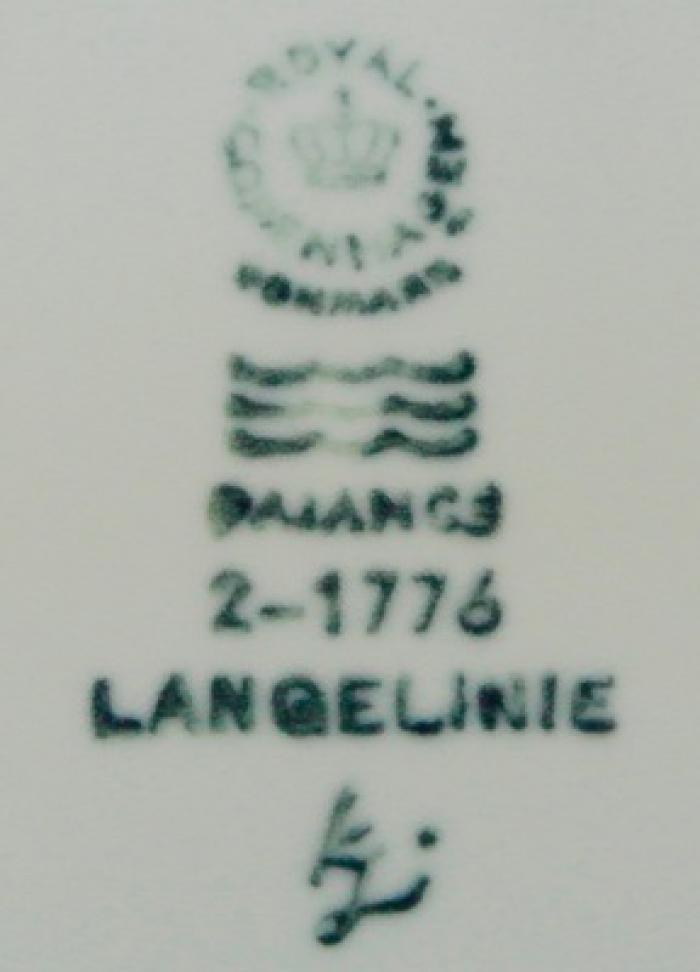 ROYAL COPENHAGEN
DENMARK
FAJANCE
2-1776
LANGELINIE